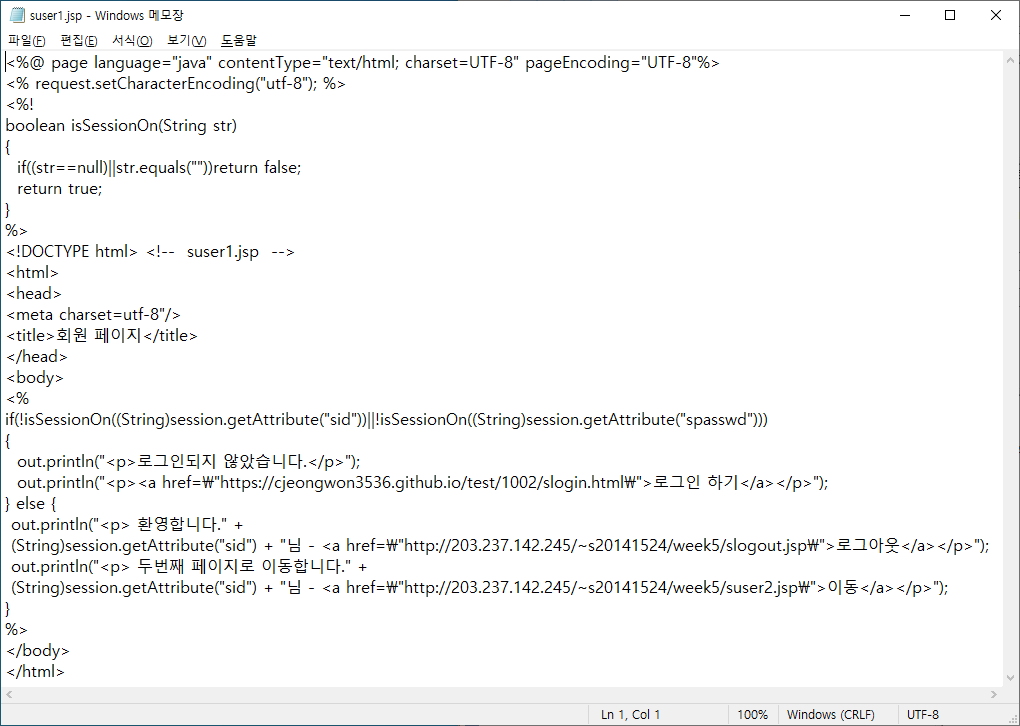 suser1.jsp - Windows 메모장
파일(F) 편집(E) 서식(O) 보기(V) 도움말
<%@ page language="java" contentType="text/html; charset=UTF-8" pageEncoding="UTF-8"%>
<% request.setCharacterEncoding("utf-8"); %>
<%!
boolean isSessionOn(String str)
{
   if((str==null)||str.equals(""))return false;
   return true;
}
%>
<!DOCTYPE html> <!--  suser1.jsp  -->
<html>
<head>
<meta charset=utf-8"/>
<title>회원 페이지</title>
</head>
<body>
<%
if(!isSessionOn((String)session.getAttribute("sid"))||!isSessionOn((String)session.getAttribute("spasswd")))
{
   out.println("<p>로그인되지 않았습니다.</p>");
   out.println("<p><a href=₩"https://cjeongwon3536.github.io/test/1002/slogin.html₩">로그인 하기</a></p>");
} else {
 out.println("<p> 환영합니다." +
 (String)session.getAttribute("sid") + "님 - <a href=₩"http://203.237.142.245/~s20141524/week5/slogout.jsp₩">로그아웃</a></p>");
 out.println("<p> 두번째 페이지로 이동합니다." +
 (String)session.getAttribute("sid") + "님 - <a href=₩"http://203.237.142.245/~s20141524/week5/suser2.jsp₩">이동</a></p>");
}
%>
</body>
</html>
Ln 1, Col 1 100% Windows (CRLF) UTF-8